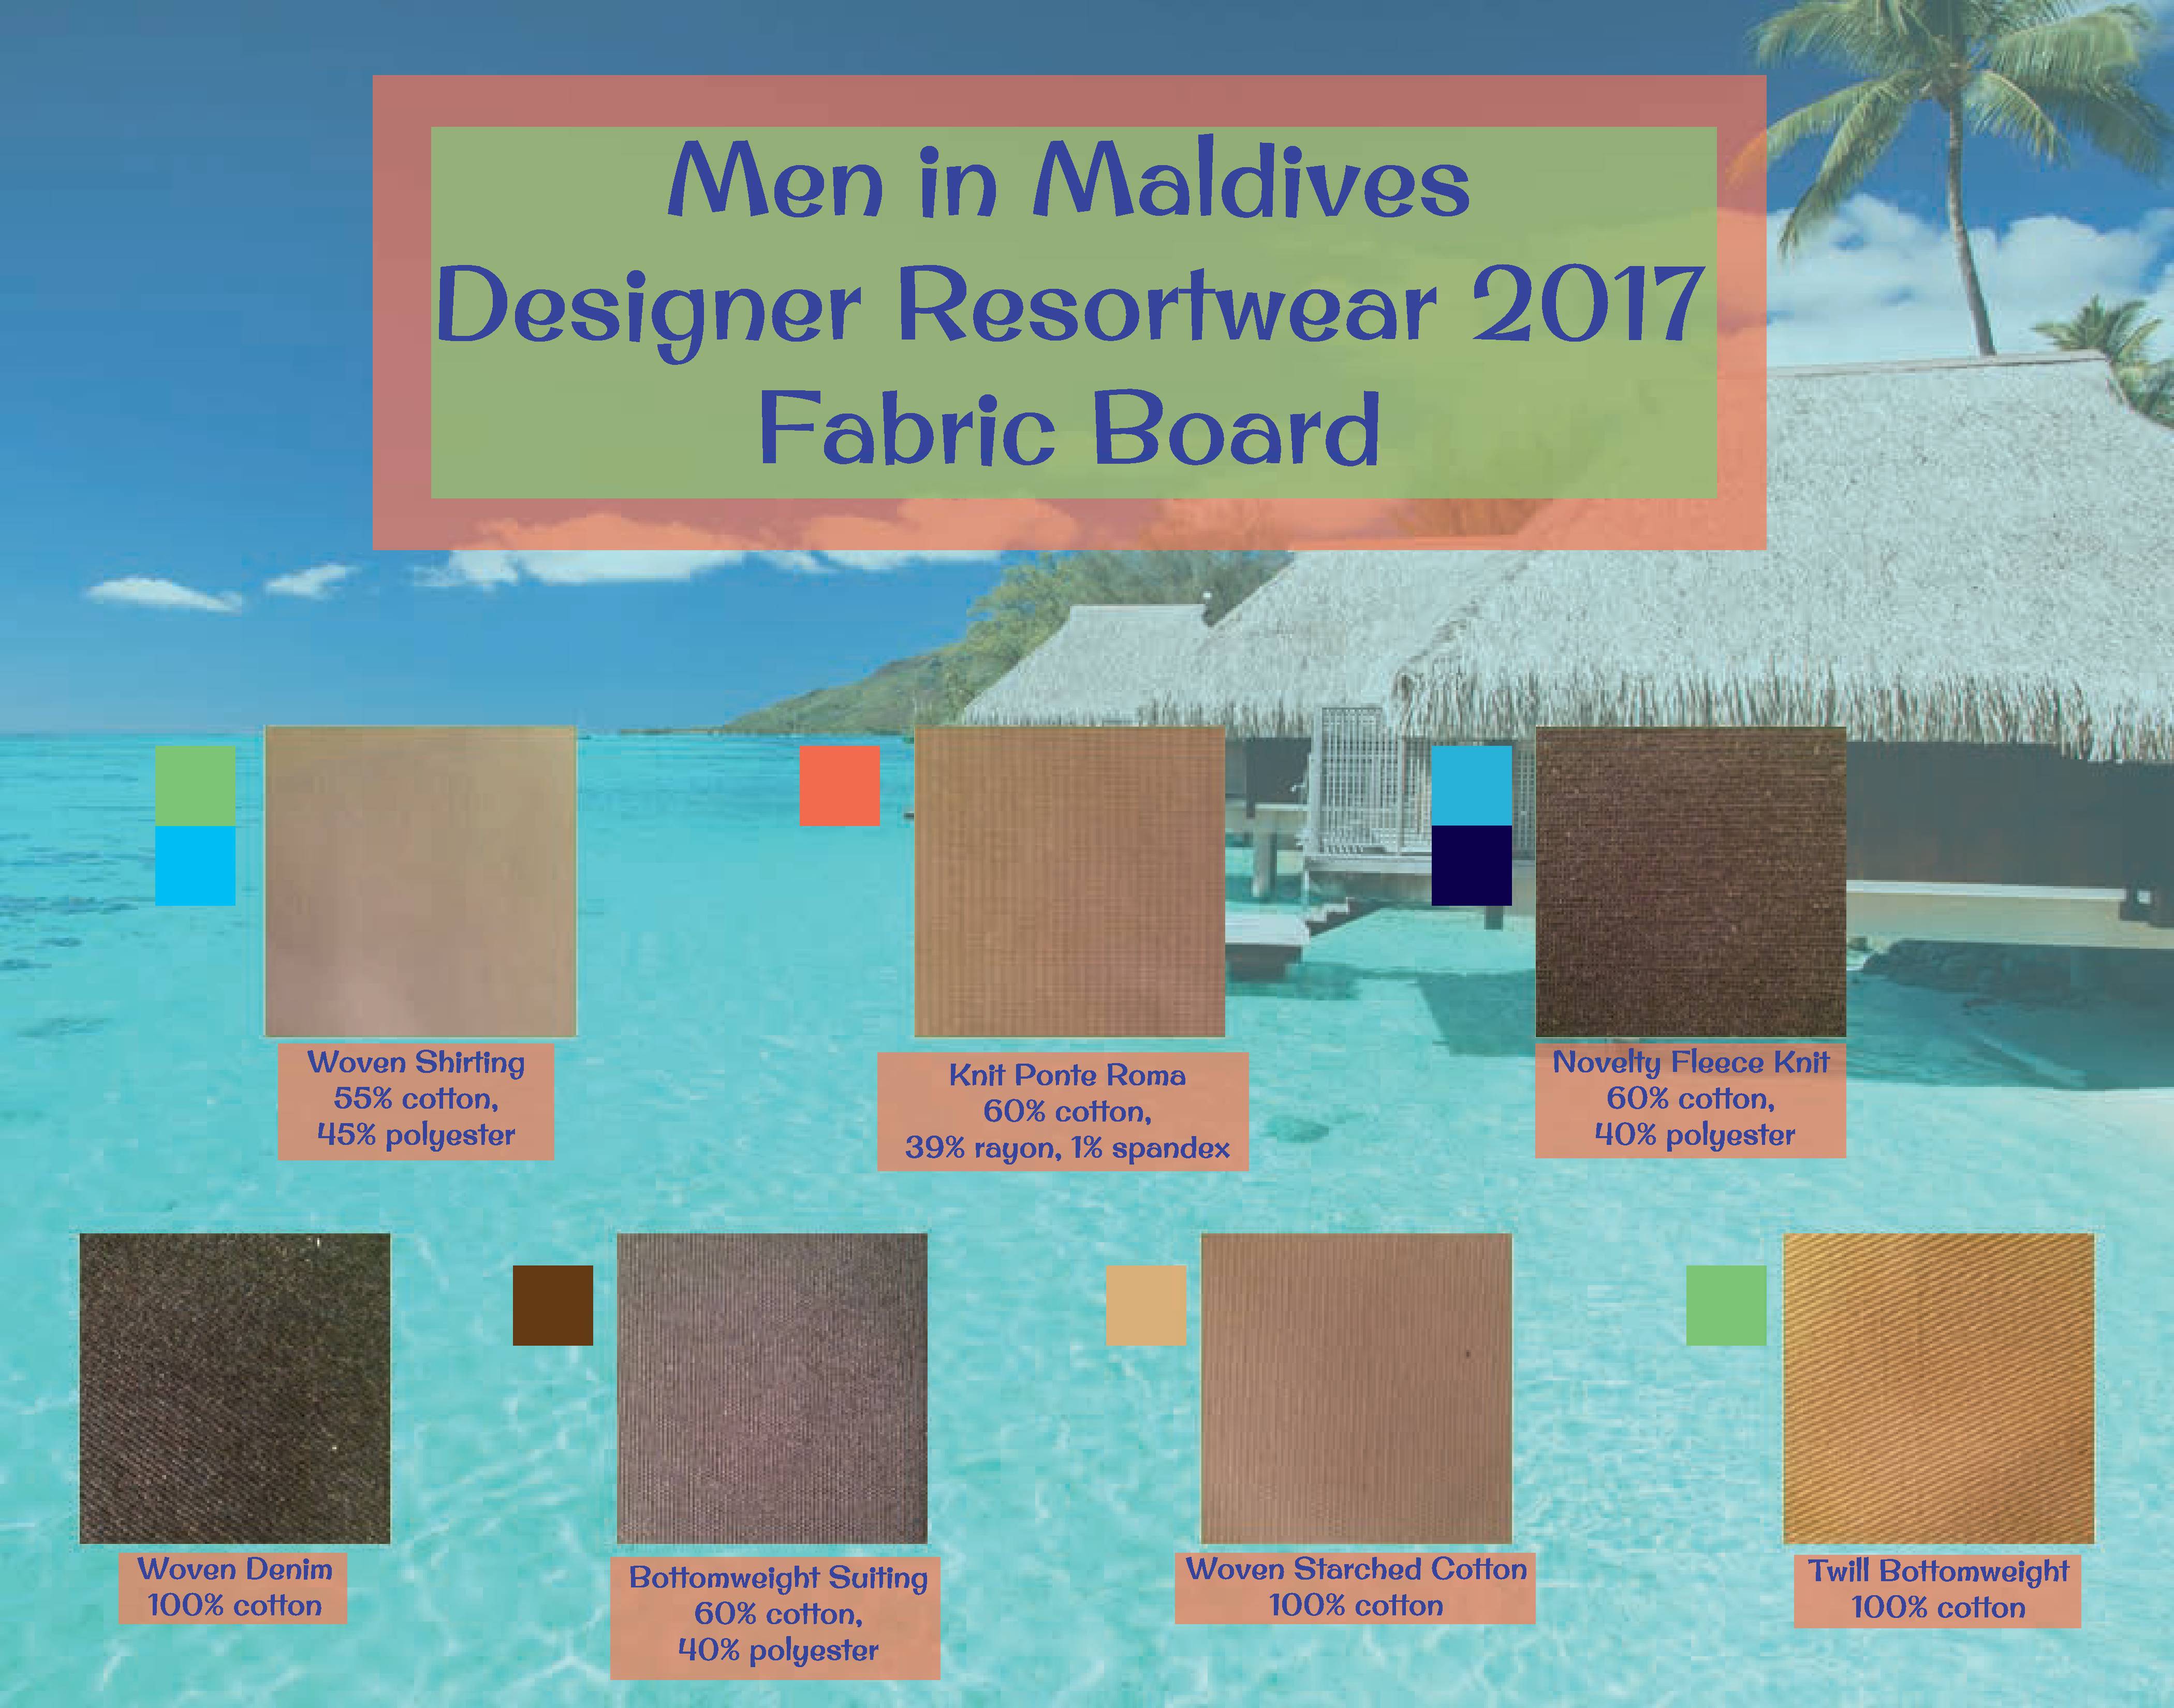 Men in Maldives
Designer Resortwear 2017
Fabric Board
Woven Shirting
55% cotton,
45% polyester
Knit Ponte Roma
60% cotton,
39% rayon, 1% spandex
Novelty Fleece Knit
60% cotton,
40% polyester
Woven Denim
100% cotton
Bottomweight Suiting
60% cotton,
40% polyester
Woven Starched Cotton
100% cotton
Twill Bottomweight
100% cotton